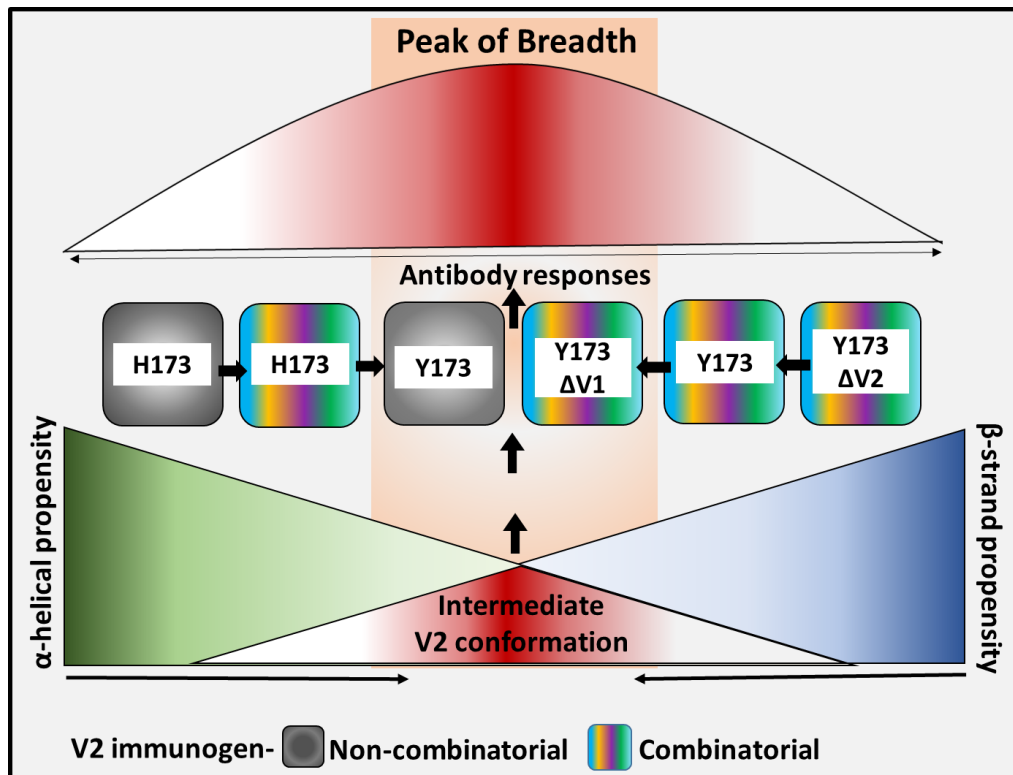 Peak of Breadth
Antibody responses
H173
H173
Y173
Y173
ΔV1
Y173
Y173
ΔV2
α-helical propensity
β-strand propensity
Intermediate
V2 conformation
V2 immunogen-
Non-combinatorial
Combinatorial